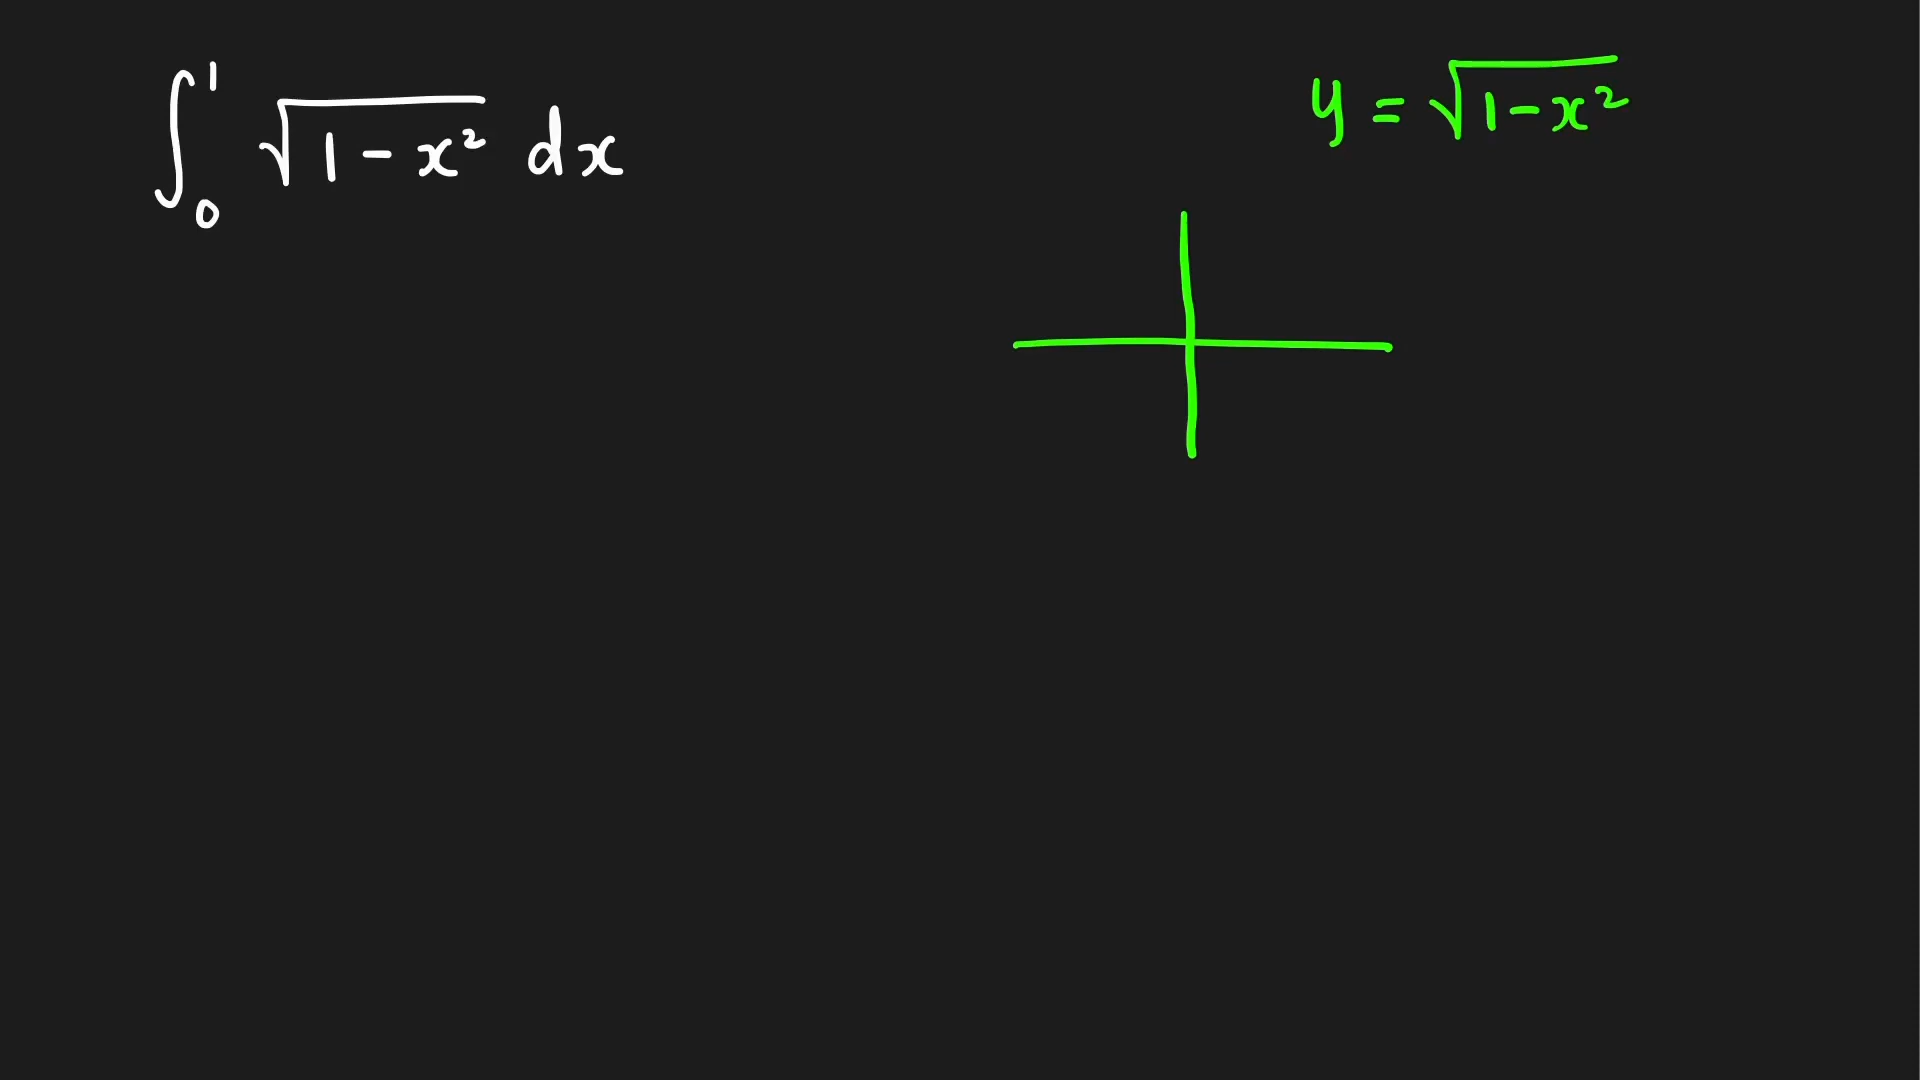 ∫₀¹ √(1 - x²) dx
y = √(1 - x²)